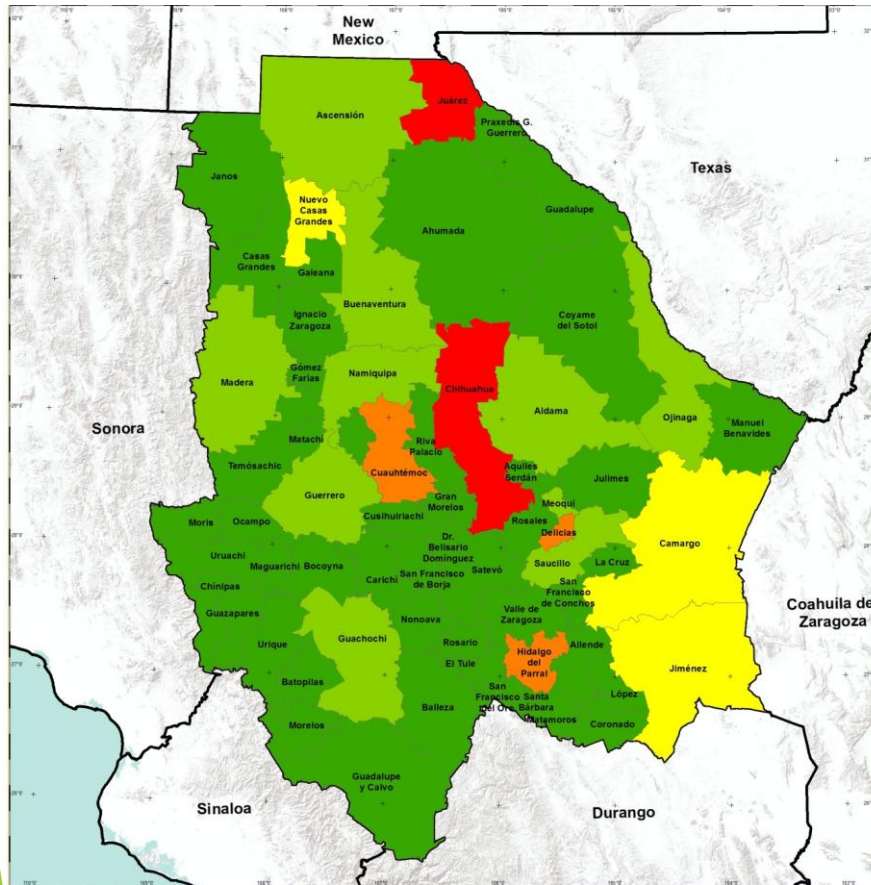 New
Mexico
Juárez
Ascensión
Praxedis G.
Guerrero
Texas
Janos
Nuevo
Casas
Grandes
Guadalupe
Ahumada
Casas
Grandes
Galeana
Buenaventura
Ignacio
Zaragoza
Coyame
del Sotol
Madera
Gómez
Farías
Namiquipa
Chihuahua
Aldama
Ojinaga
Manuel
Benavides
Sonora
Matachi
Riva
Palacio
Temósachic
Cuauhtémoc
Aquiles
Serdán
Julimes
Guerrero
Gran
Morelos
Meoqui
Cusihuiriachi
Rosales
Delicias
Moris
Ocampo
Dr.
Belisario
Domínguez
Camargo
Uruachi
Maguarichi
Bocoyna
Carichi
San Francisco
de Borja
Satevó
Saucillo
La Cruz
Chínipas
San
Francisco
de Conchos
Guazapares
Nonoava
Valle de
Zaragoza
Coahuila de
Zaragoza
Urique
Guachochi
Rosario
Hidalgo
del
Parral
Allende
El Tule
Jiménez
Batopilas
San
Francisco
Del Oro
Santa
Bárbara
López
Balleza
Matamoros
Coronado
Morelos
Guadalupe
y Calvo
Sinaloa
Durango